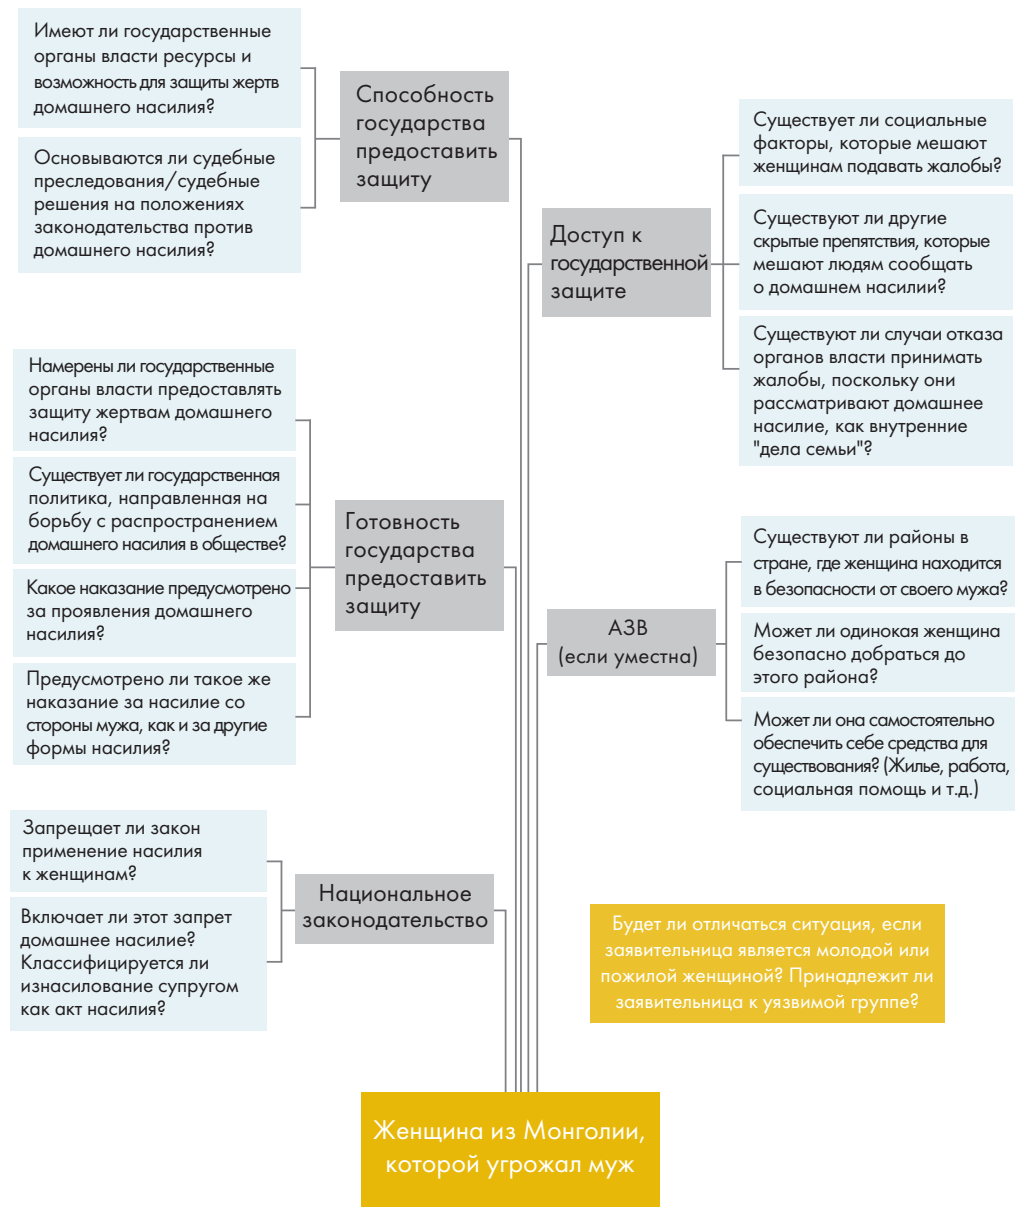 Имеют ли государственные
органы власти ресурсы и
возможность для защиты жертв
домашнего насилия?
Основываются ли судебные
преследования/судебные
решения на положениях
законодательства против
домашнего насилия?
Способность
государства
предоставить
защиту
Существует ли социальные
факторы, которые мешают
женщинам подавать жалобы?
Существуют ли другие
скрытые препятствия, которые
мешают людям сообщать
о домашнем насилии?
Существуют ли случаи отказа
органов власти принимать
жалобы, поскольку они
рассматривают домашнее
насилие, как внутренние
"дела семьи"?
Доступ к
государственной
защите
Намерены ли государственные
органы власти предоставлять
защиту жертвам домашнего
насилия?
Существует ли государственная
политика, направленная на
борьбу с распространением
домашнего насилия в обществе?
Какое наказание предусмотрено
за проявления домашнего
насилия?
Предусмотрено ли такое же
наказание за насилие со
стороны мужа, как и за другие
формы насилия?
Готовность
государства
предоставить
защиту
Существуют ли районы в
стране, где женщина находится
в безопасности от своего мужа?
Может ли одинокая женщина
безопасно добраться до
этого района?
Может ли она самостоятельно
обеспечить себе средства для
существования? (Жилье, работа,
социальная помощь и т.д.)
АЗВ
(если уместна)
Запрещает ли закон
применение насилия
к женщинам?
Включает ли этот запрет
домашнее насилие?
Классифицируется ли
изнасилование супругом
как акт насилия?
Национальное
законодательство
Будет ли отличаться ситуация, если
заявительница является молодой или
пожилой женщиной? Принадлежит ли
заявительница к уязвимой группе?
Женщина из Монголии,
которой угрожал муж